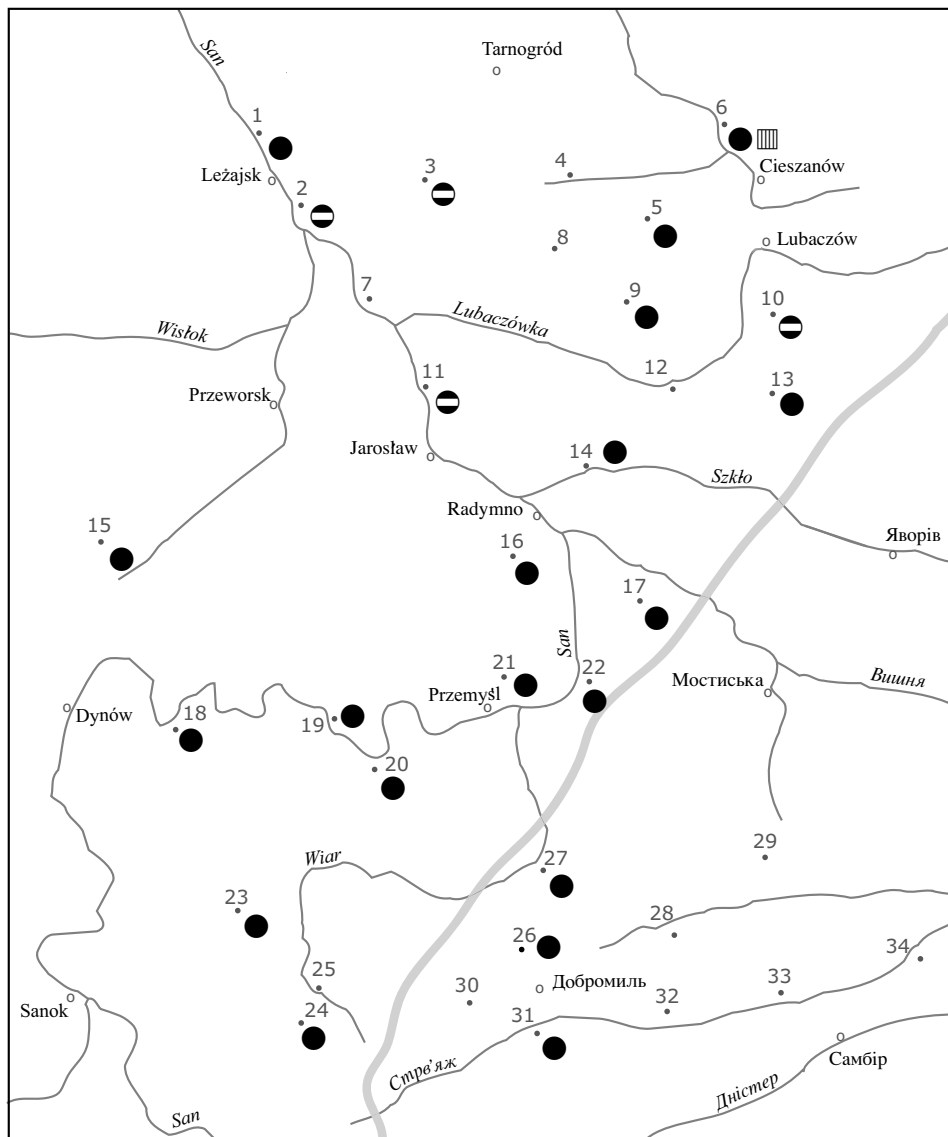 San
Tarnogród
1
6
Leżajsk
3
4
Cieszanów
2
5
8
Lubaczów
7
9
10
Wisłok
Lubaczówka
11
12
13
Przeworsk
Jarosław
14
Szkło
Radymno
15
16
Яворів
17
San
21
22
Przemyśl
Мостиська
Вишня
Dynów
18
19
20
Wiar
27
29
23
26
28
34
25
30
Добромиль
33
Sanok
24
31
32
Стрв'яж
Самбір
San
Дністер